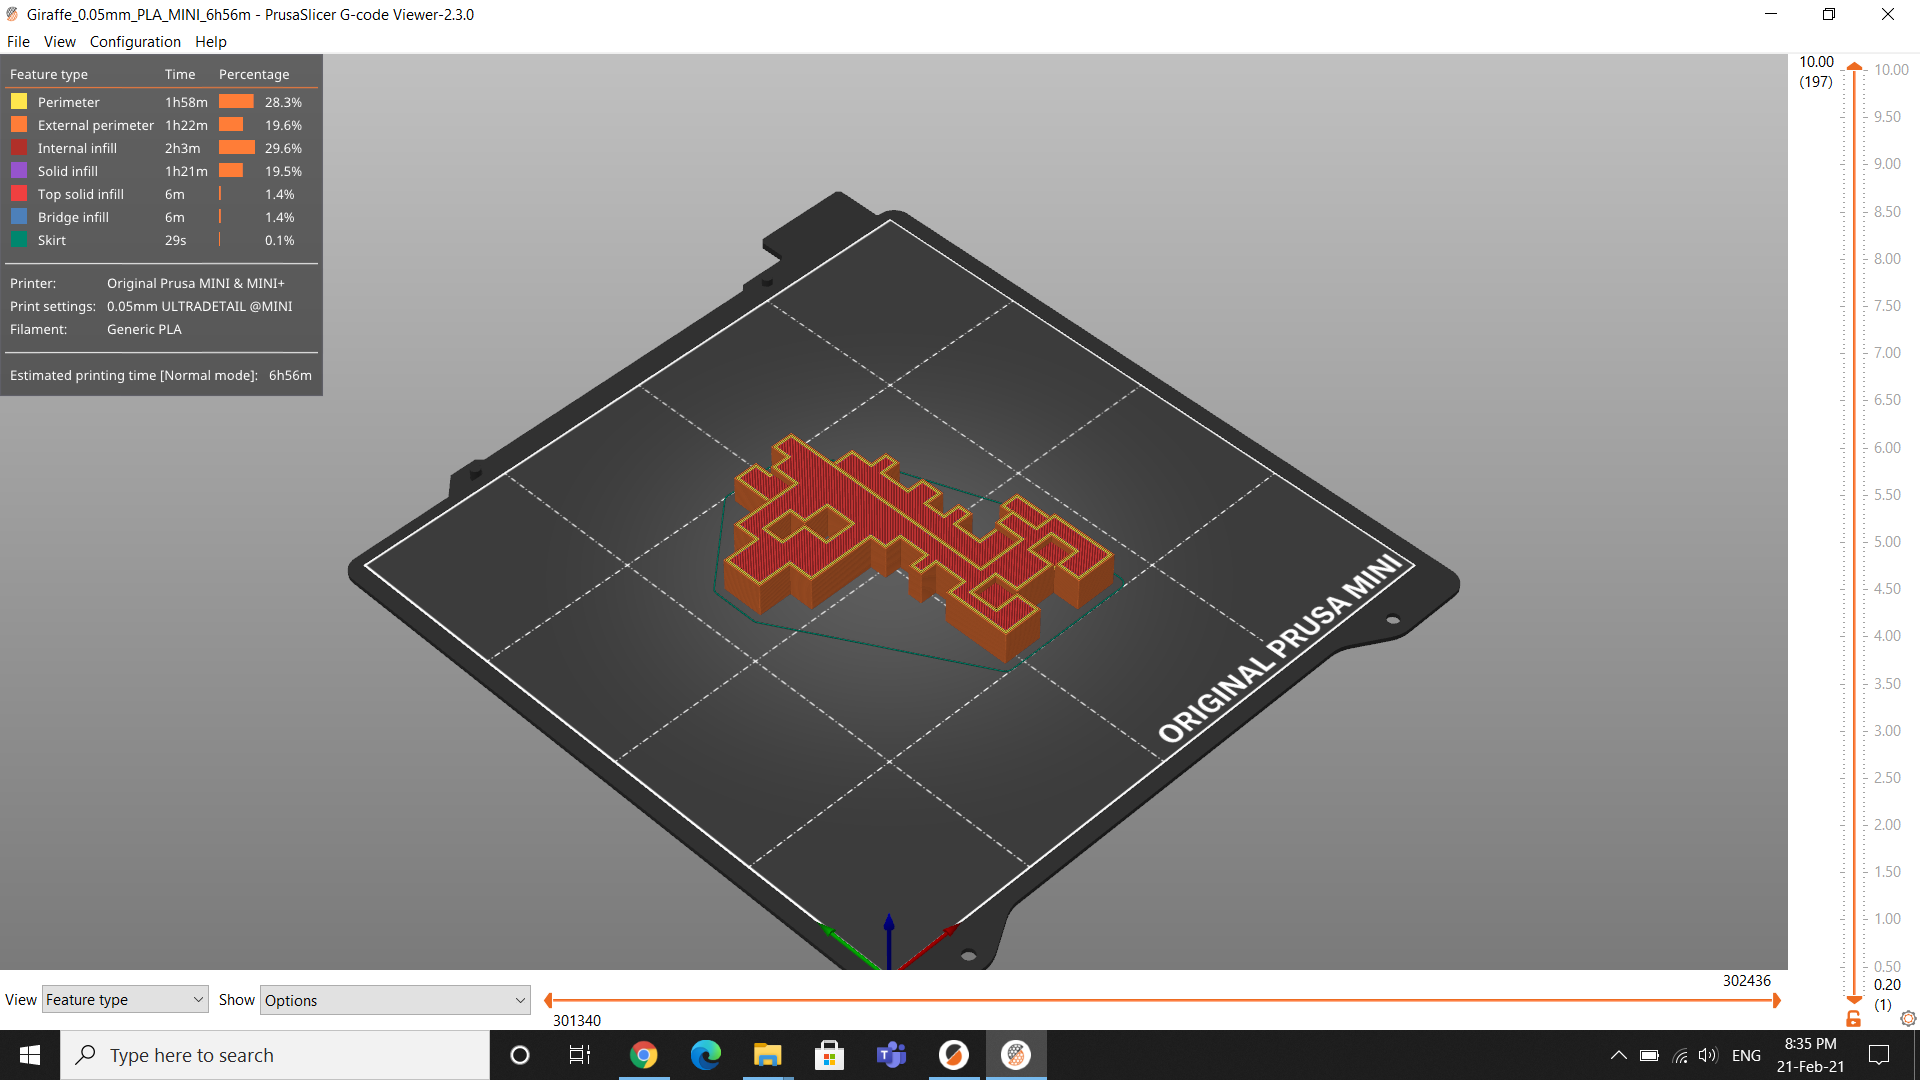 Giraffe_0.05mm_PLA_MINI_6h56m - PrusaSlicer G-code Viewer-2.3.0
File View Configuration Help
Feature type Time Percentage
Perimeter 1h58m 28.3%
External perimeter 1h22m 19.6%
Internal infill 2h3m 29.6%
Solid infill 1h21m 19.5%
Top solid infill 6m 1.4%
Bridge infill 6m 1.4%
Skirt 29s 0.1%
Printer: Original Prusa MINI & MINI+
Print settings: 0.05mm ULTRADETAIL @MINI
Filament: Generic PLA
Estimated printing time [Normal mode]: 6h56m
ORIGINAL PRUSA MINI
10.00
(197)
10.00
9.50
9.00
8.50
8.00
7.50
7.00
6.50
6.00
5.50
5.00
4.50
4.00
3.50
3.00
2.50
2.00
1.50
1.00
0.50
0.20
(1)
302436
View Feature type Show Options
301340
Type here to search
ENG
8:35 PM
21-Feb-21